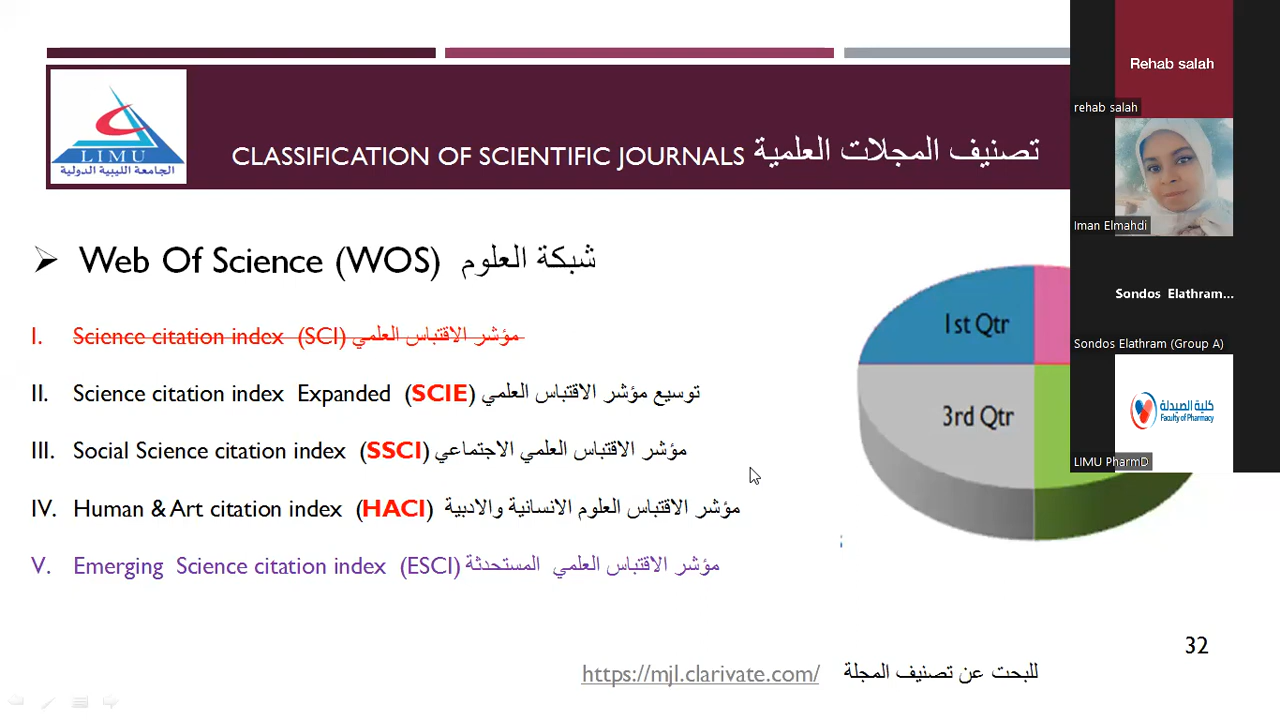 LIMU
الجامعة الليبية الدولية
CLASSIFICATION OF SCIENTIFIC JOURNALS تصنيف المجلات العلمية
Web Of Science (WOS) شبكة العلوم
I. Science citation index (SCI) مؤشر الاقتباس العلمي
II. Science citation index Expanded (SCIE) توسيع مؤشر الاقتباس العلمي
III. Social Science citation index (SSCI) مؤشر الاقتباس العلمي الاجتماعي
IV. Human & Art citation index (HACI) مؤشر الاقتباس العلوم الانسانية والادبية
V. Emerging Science citation index (ESCI) مؤشر الاقتباس العلمي المستحدثة
1st Qtr
3rd Qtr
32
https://mjl.clarivate.com/ للبحث عن تصنيف المجلة
Rehab salah
rehab salah
Iman Elmahdi
Sondos Elathram...
Sondos Elathram (Group A)
كلية الصيدلة
Faculty of Pharmacy
LIMU PharmD